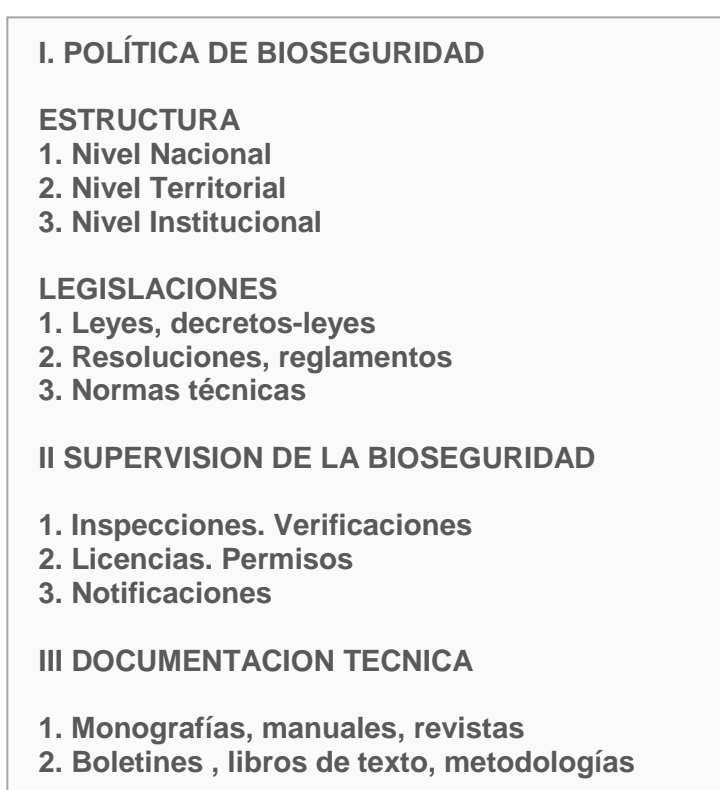 I. POLÍTICA DE BIOSEGURIDAD
ESTRUCTURA
1. Nivel Nacional
2. Nivel Territorial
3. Nivel Institucional
LEGISLACIONES
1. Leyes, decretos-leyes
2. Resoluciones, reglamentos
3. Normas técnicas
II SUPERVISION DE LA BIOSEGURIDAD
1. Inspecciones. Verificaciones
2. Licencias. Permisos
3. Notificaciones
III DOCUMENTACION TECNICA
1. Monografías, manuales, revistas
2. Boletines , libros de texto, metodologías